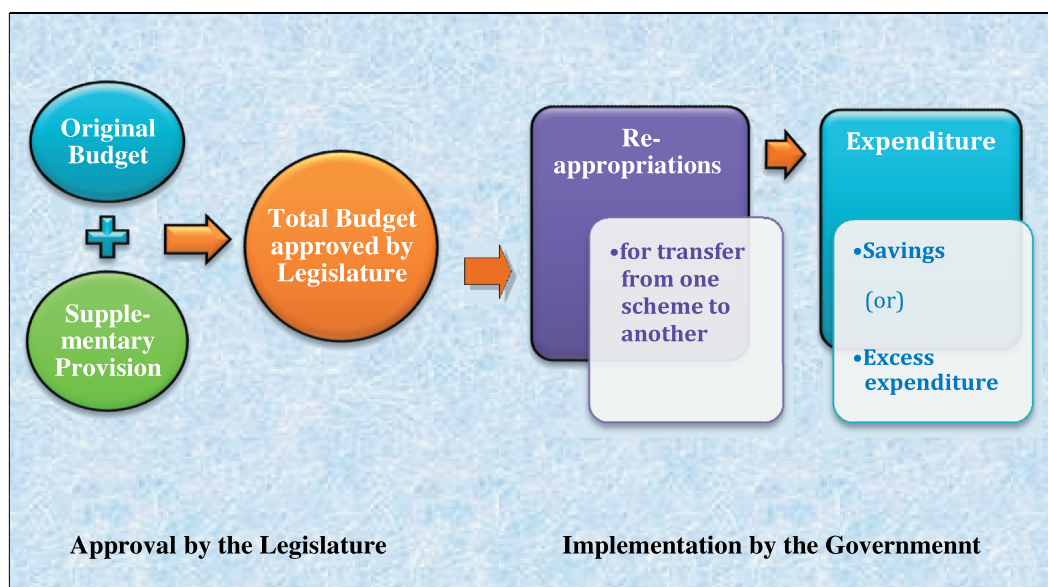 Original
Budget
Supple-
mentary
Provision
Total Budget
approved by
Legislature
Re-
appropriations
•for transfer
from one
scheme to
another
Expenditure
•Savings
(or)
•Excess
expenditure
Approval by the Legislature
Implementation by the Governmennt